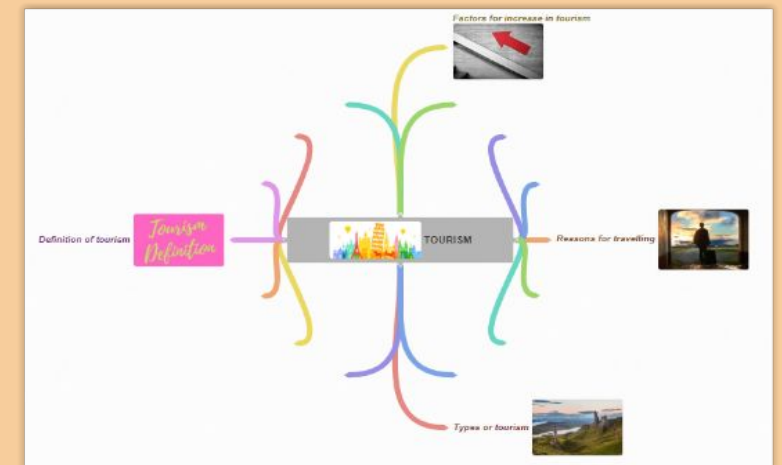 Factors for increase in tourism
Definition of tourism
Tourism
Definition
TOURISM
Reasons for travelling
Types or tourism